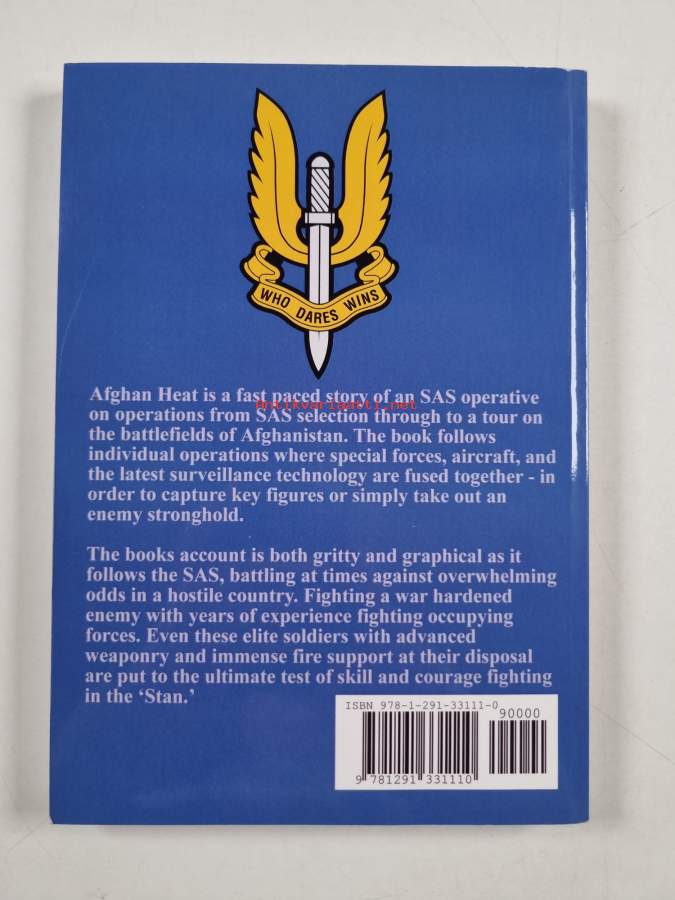 WHO DARES WINS
Afghan Heat is a fast paced story of an SAS operative
on operations from SAS selection through to a tour on
Antikvariaatti.net
the battlefields of Afghanistan. The book follows
individual operations where special forces, aircraft, and
the latest surveillance technology are fused together - in
order to capture key figures or simply take out an
enemy stronghold.
The books account is both gritty and graphical as it
follows the SAS, battling at times against overwhelming
odds in a hostile country. Fighting a war hardened
enemy with years of experience fighting occupying
forces. Even these elite soldiers with advanced
weaponry and immense fire support at their disposal
are put to the ultimate test of skill and courage fighting
in the ‘Stan.’
ISBN 978-1-291-33111-0
90000
9 781291 331110